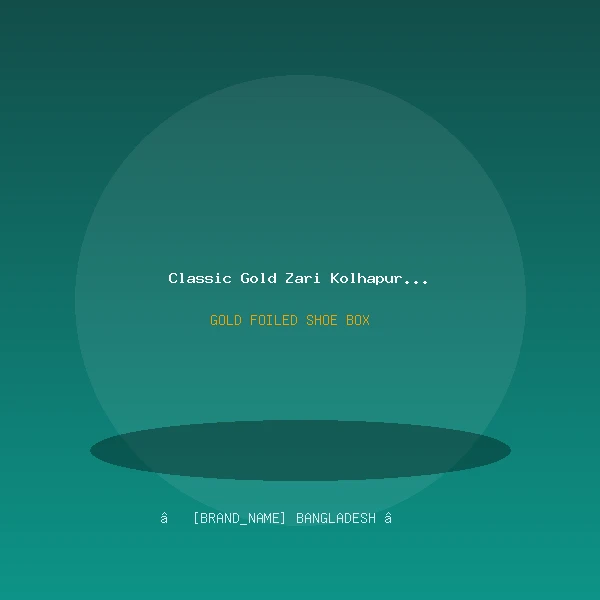 Classic Gold Zari Kolhapur...
GOLD FOILED SHOE BOX
â [BRAND_NAME] BANGLADESH â